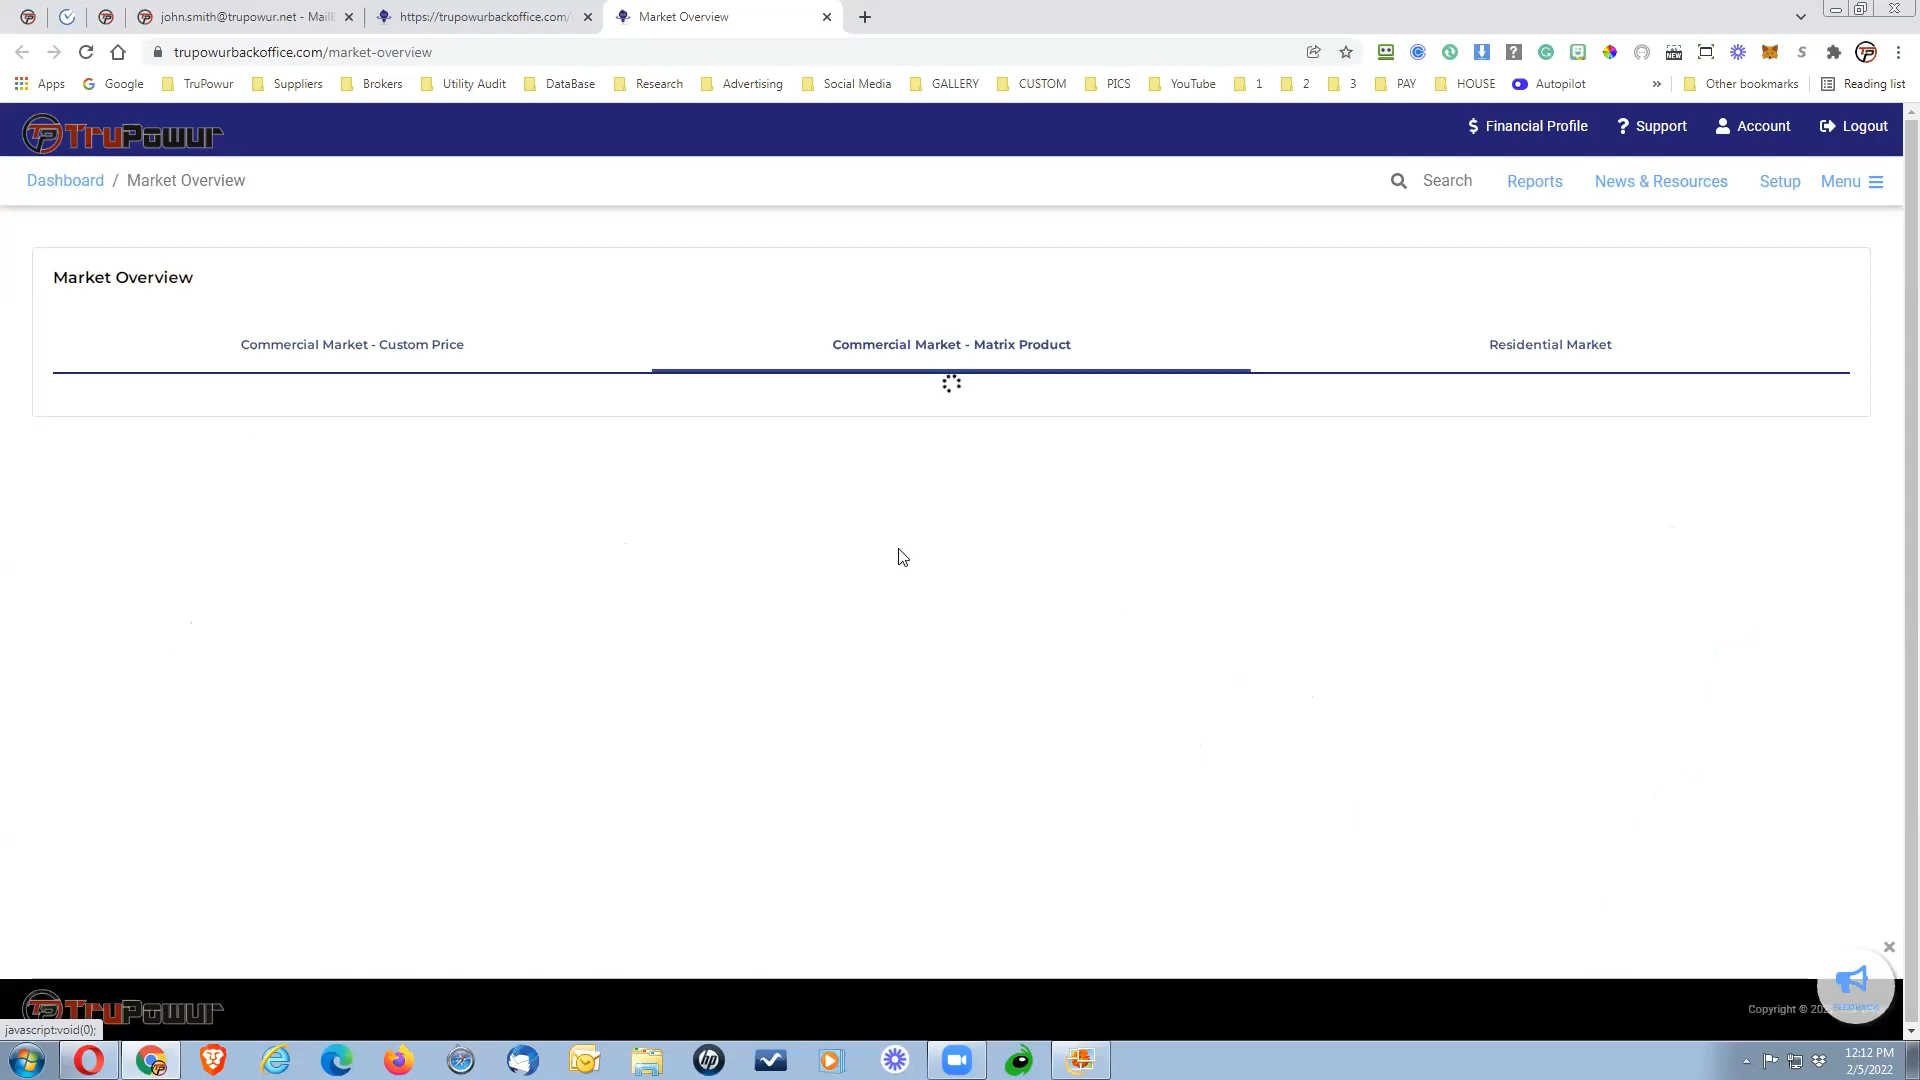 john.smith@trupowur.net - Mail
https://trupowurbackoffice.com/
Market Overview
trupowurbackoffice.com/market-overview
Apps Google TruPowur Suppliers Brokers Utility Audit DataBase Research Advertising Social Media GALLERY CUSTOM PICS YouTube 1 2 3 PAY HOUSE Autopilot » Other bookmarks Reading list
TruPowur
$ Financial Profile ? Support Account Logout
Dashboard / Market Overview
Search Reports News & Resources Setup Menu
Market Overview
Commercial Market - Custom Price Commercial Market - Matrix Product Residential Market
TruPowur
Copyright ©
FEEDBACK
javascript:void(0);
12:12 PM
2/5/2022